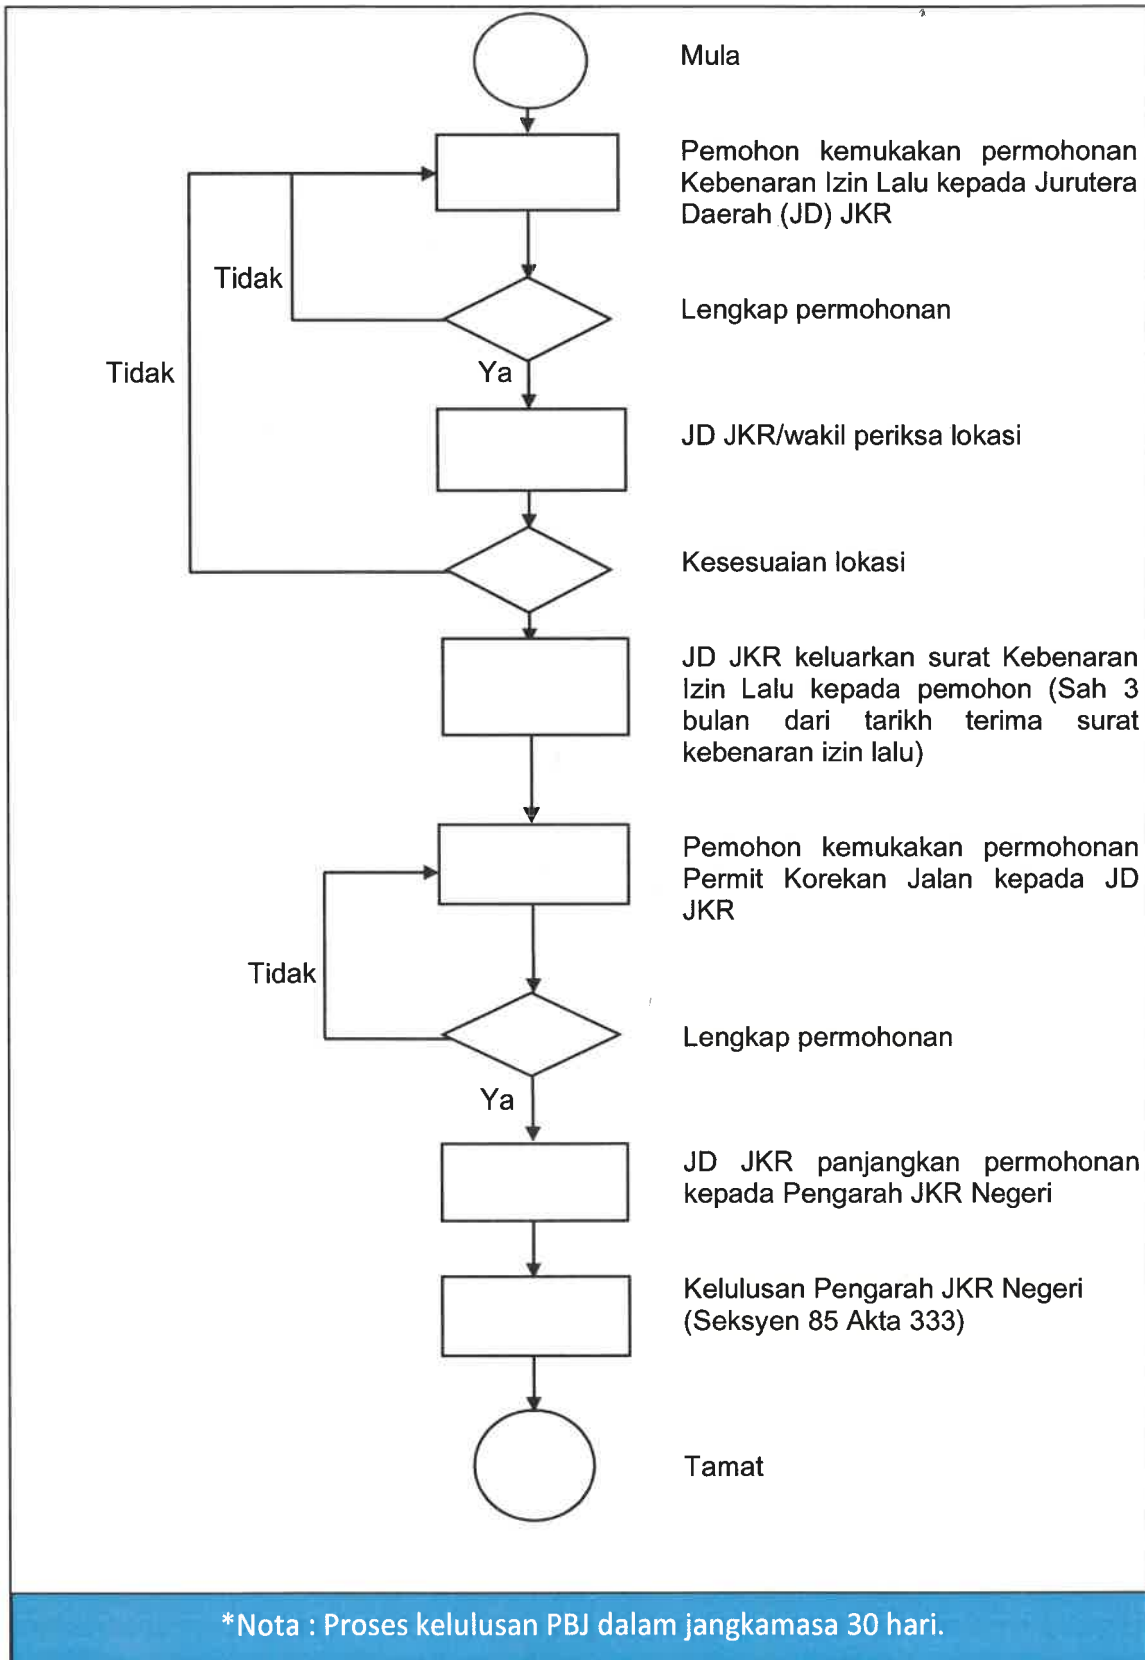 Mula
Pemohon kemukakan permohonan
Kebenaran Izin Lalu kepada Jurutera
Daerah (JD) JKR
Tidak
Lengkap permohonan
Tidak
Ya
JD JKR/wakil periksa lokasi
Kesesuaian lokasi
JD JKR keluarkan surat Kebenaran
Izin Lalu kepada pemohon (Sah 3
bulan dari tarikh terima surat
kebenaran izin lalu)
Pemohon kemukakan permohonan
Permit Korekan Jalan kepada JD
JKR
Tidak
Lengkap permohonan
Ya
JD JKR panjangkan permohonan
kepada Pengarah JKR Negeri
Kelulusan Pengarah JKR Negeri
(Seksyen 85 Akta 333)
Tamat
*Nota : Proses kelulusan PBJ dalam jangkamasa 30 hari.